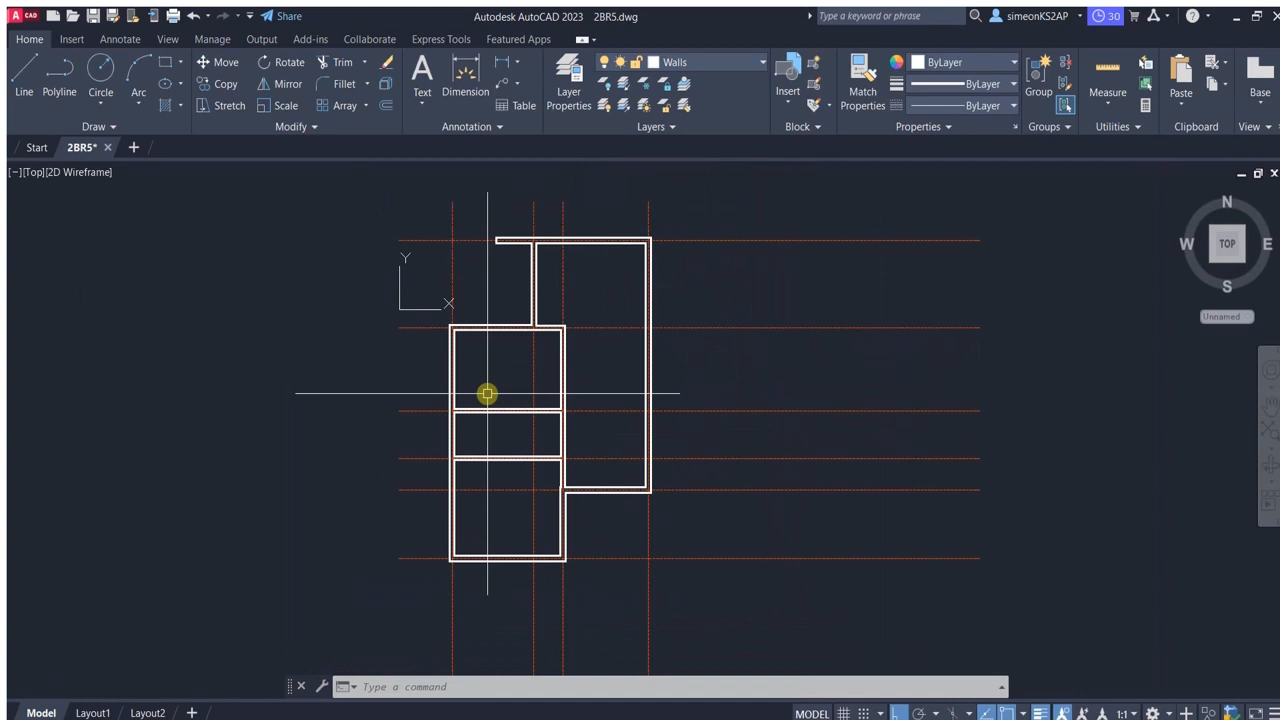 CAD Share Autodesk AutoCAD 2023 2BR5.dwg Type a keyword or phrase simeonKS2AP 30
Home Insert Annotate View Manage Output Add-ins Collaborate Express Tools Featured Apps
Move Rotate Trim Walls ByLayer
Copy Mirror Fillet ByLayer
Line Polyline Circle Arc Text Dimension Layer Properties Insert Match Properties Group Measure Paste Base
Stretch Scale Array Table ByLayer
Draw Modify Annotation Layers Block Properties Groups Utilities Clipboard View
Start 2BR5* +
[−][Top][2D Wireframe]
N
W TOP E
S
Y
X
Unnamed
Type a command
Model Layout1 Layout2 + MODEL 1:1